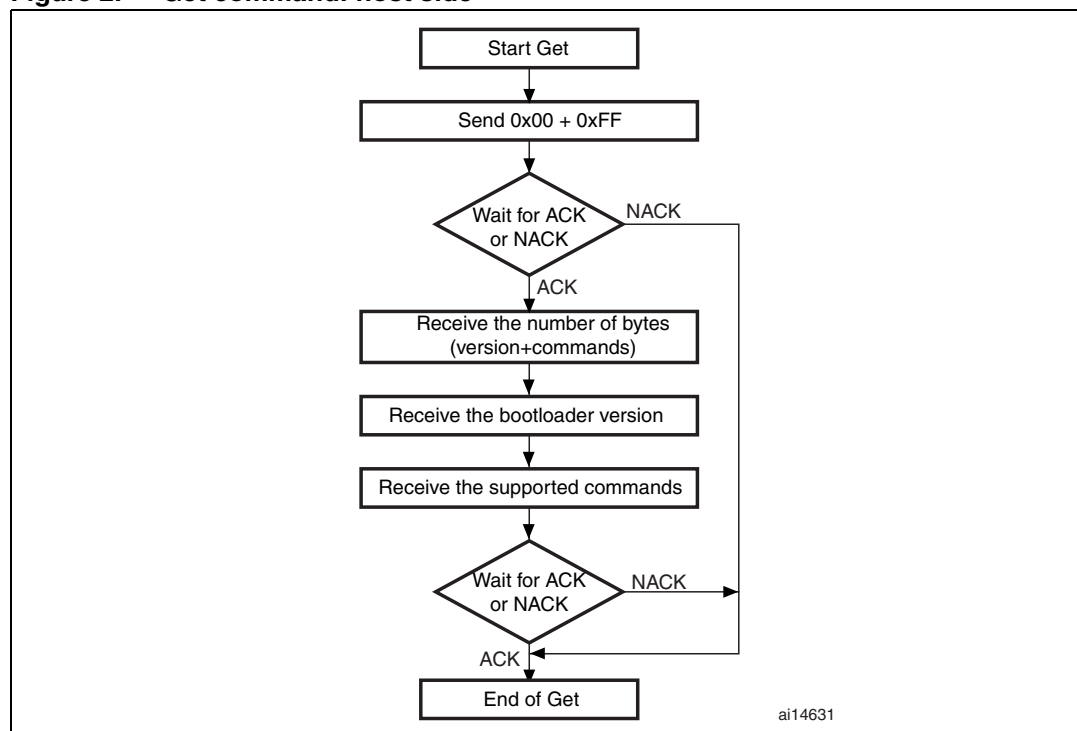 Start Get
Send 0x00 + 0xFF
Wait for ACK
or NACK
NACK
ACK
Receive the number of bytes
(version+commands)
Receive the bootloader version
Receive the supported commands
Wait for ACK
or NACK
NACK
ACK
End of Get
ai14631